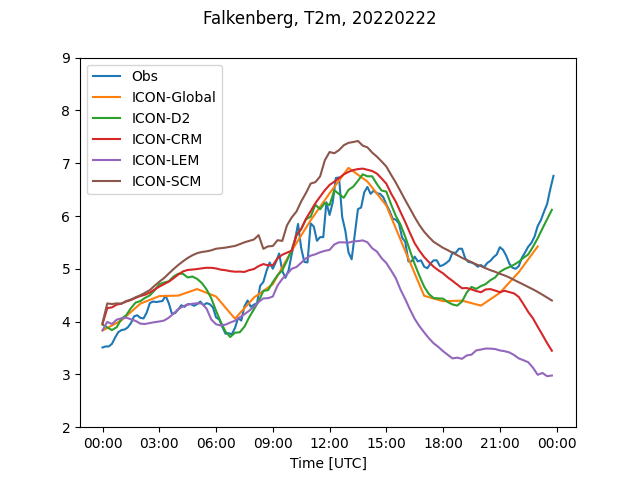 Falkenberg, T2m, 20220222
9
8
7
6
5
4
3
2
Obs
ICON-Global
ICON-D2
ICON-CRM
ICON-LEM
ICON-SCM
00:00 03:00 06:00 09:00 12:00 15:00 18:00 21:00 00:00
Time [UTC]